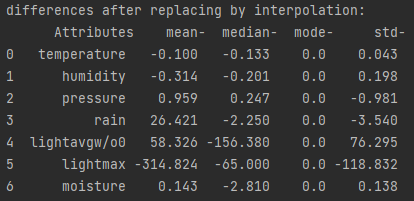 differences after replacing by interpolation:
Attributes mean- median- mode- std-
0 temperature -0.100 -0.133 0.0 0.043
1 humidity -0.314 -0.201 0.0 0.198
2 pressure 0.959 0.247 0.0 -0.981
3 rain 26.421 -2.250 0.0 -3.540
4 lightavgw/o0 58.326 -156.380 0.0 76.295
5 lightmax -314.824 -65.000 0.0 -118.832
6 moisture 0.143 -2.810 0.0 0.138